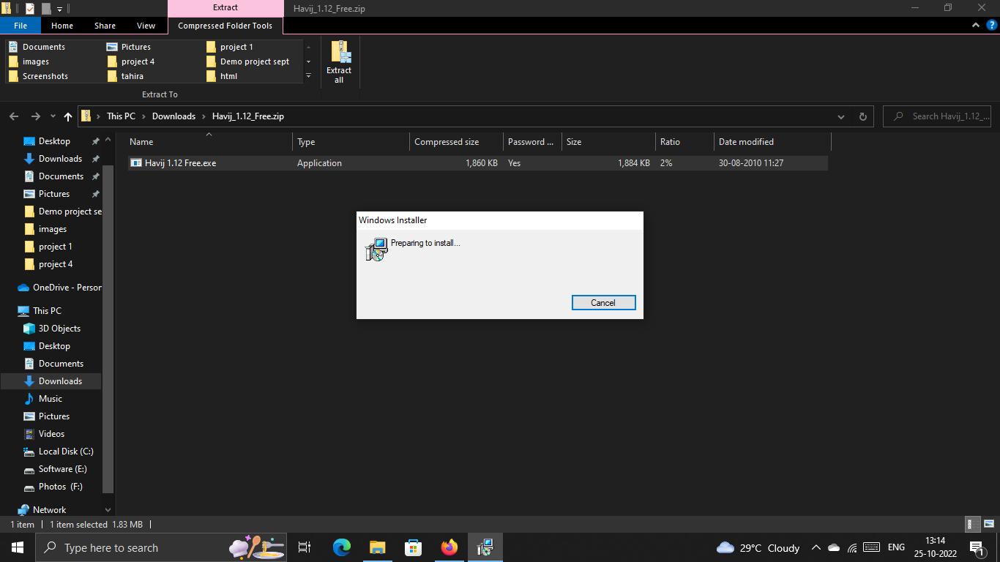 Extract
Havij_1.12_Free.zip
File Home Share View Compressed Folder Tools
Documents Pictures project 1
images project 4 Demo project sept
Screenshots tahira html
Extract all
Extract To
This PC Downloads Havij_1.12_Free.zip
Search Havij_1.12_...
Name Type Compressed size Password ... Size Ratio Date modified
Havij 1.12 Free.exe Application 1,860 KB Yes 1,884 KB 2% 30-08-2010 11:27
Desktop
Downloads
Documents
Pictures
Demo project se
images
project 1
project 4
OneDrive - Person
This PC
3D Objects
Desktop
Documents
Downloads
Music
Pictures
Videos
Local Disk (C:)
Software (E:)
Photos (F:)
Network
Windows Installer
Preparing to install...
Cancel
1 item 1 item selected 1.83 MB
Type here to search
29°C Cloudy
ENG
13:14
25-10-2022
1